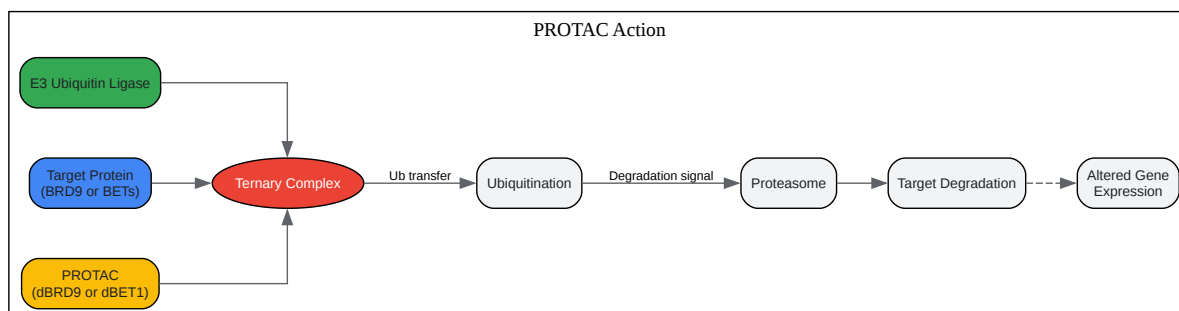 PROTAC Action
E3 Ubiquitin Ligase
Target Protein
(BRD9 or BETs)
PROTAC
(dBRD9 or dBET1)
Ternary Complex
Ub transfer
Ubiquitination
Degradation signal
Proteasome
Target Degradation
Altered Gene
Expression